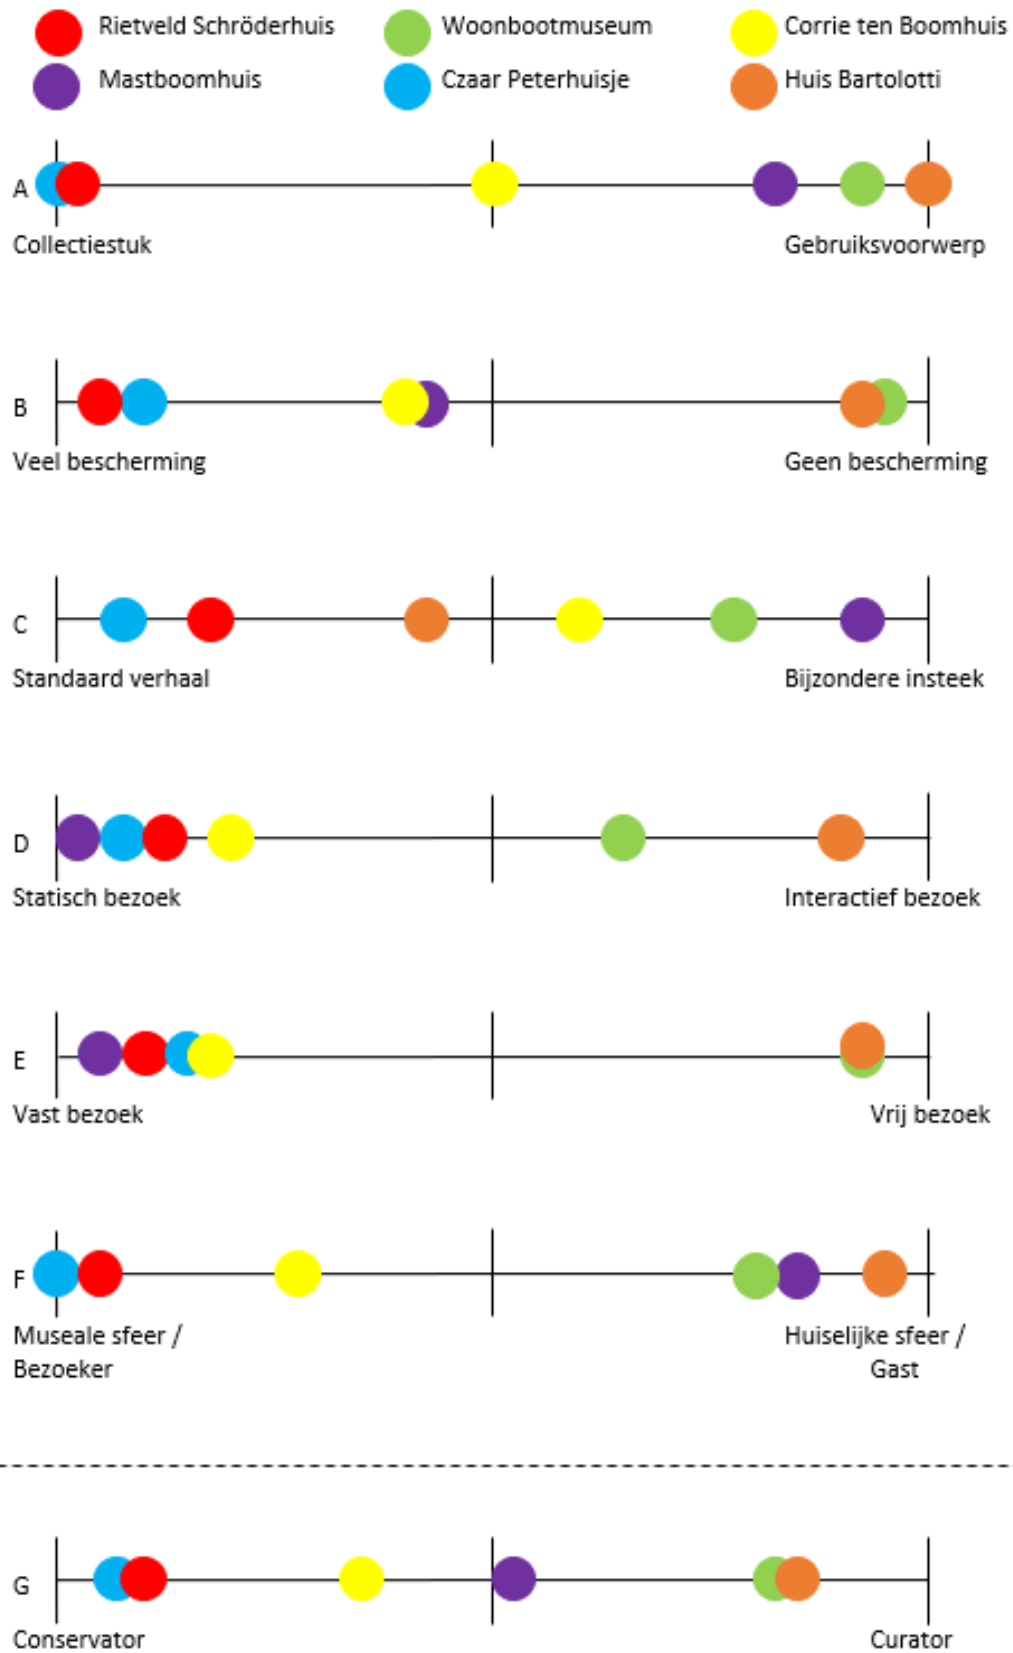 Rietveld Schröderhuis
Woonbootmuseum
Corrie ten Boomhuis
Mastboomhuis
Czaar Peterhuisje
Huis Bartolotti
A
Collectiestuk
Gebruiksvoorwerp
B
Veel bescherming
Geen bescherming
C
Standaard verhaal
Bijzondere insteek
D
Statisch bezoek
Interactief bezoek
E
Vast bezoek
Vrij bezoek
F
Museale sfeer /
Bezoeker
Huiselijke sfeer /
Gast
G
Conservator
Curator